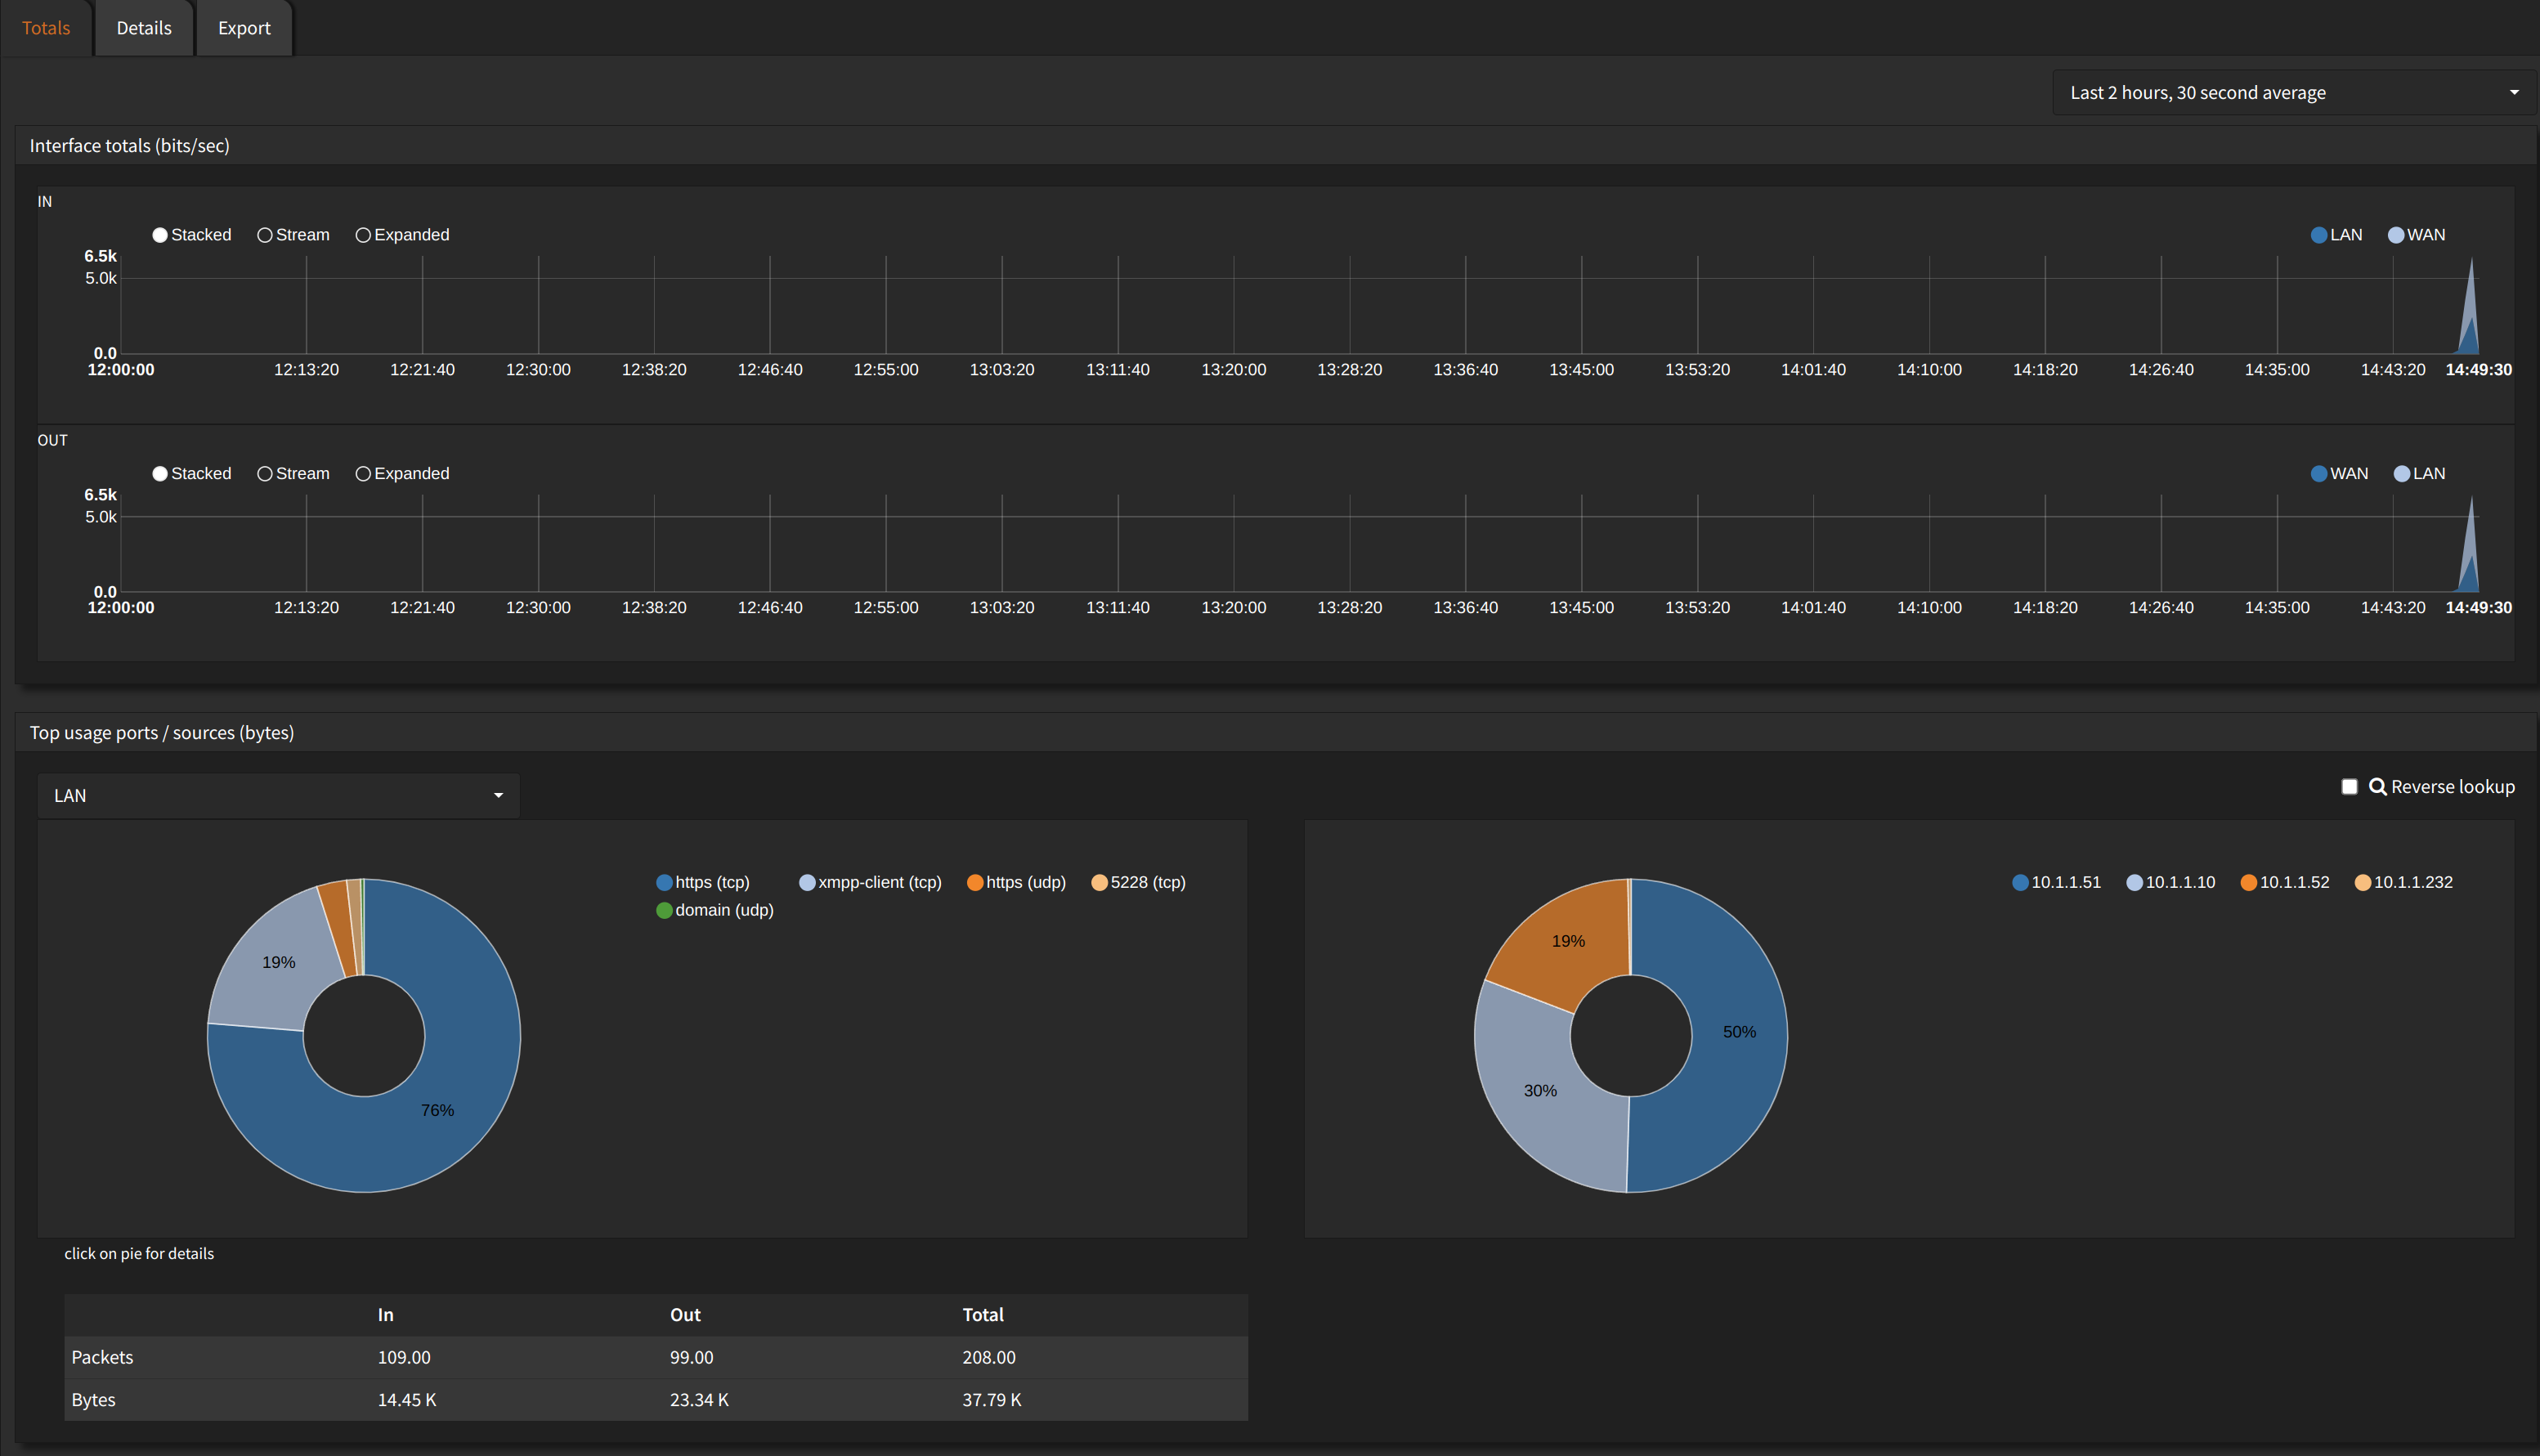 Totals Details Export
Last 2 hours, 30 second average
Interface totals (bits/sec)
IN
Stacked Stream Expanded LAN WAN
6.5k
5.0k
0.0
12:00:00 12:13:20 12:21:40 12:30:00 12:38:20 12:46:40 12:55:00 13:03:20 13:11:40 13:20:00 13:28:20 13:36:40 13:45:00 13:53:20 14:01:40 14:10:00 14:18:20 14:26:40 14:35:00 14:43:20 14:49:30
OUT
Stacked Stream Expanded WAN LAN
6.5k
5.0k
0.0
12:00:00 12:13:20 12:21:40 12:30:00 12:38:20 12:46:40 12:55:00 13:03:20 13:11:40 13:20:00 13:28:20 13:36:40 13:45:00 13:53:20 14:01:40 14:10:00 14:18:20 14:26:40 14:35:00 14:43:20 14:49:30
Top usage ports / sources (bytes)
LAN
Reverse lookup
https (tcp) xmpp-client (tcp) https (udp) 5228 (tcp)
domain (udp)
19%
76%
10.1.1.51 10.1.1.10 10.1.1.52 10.1.1.232
19%
50%
30%
click on pie for details
In Out Total
Packets 109.00 99.00 208.00
Bytes 14.45 K 23.34 K 37.79 K